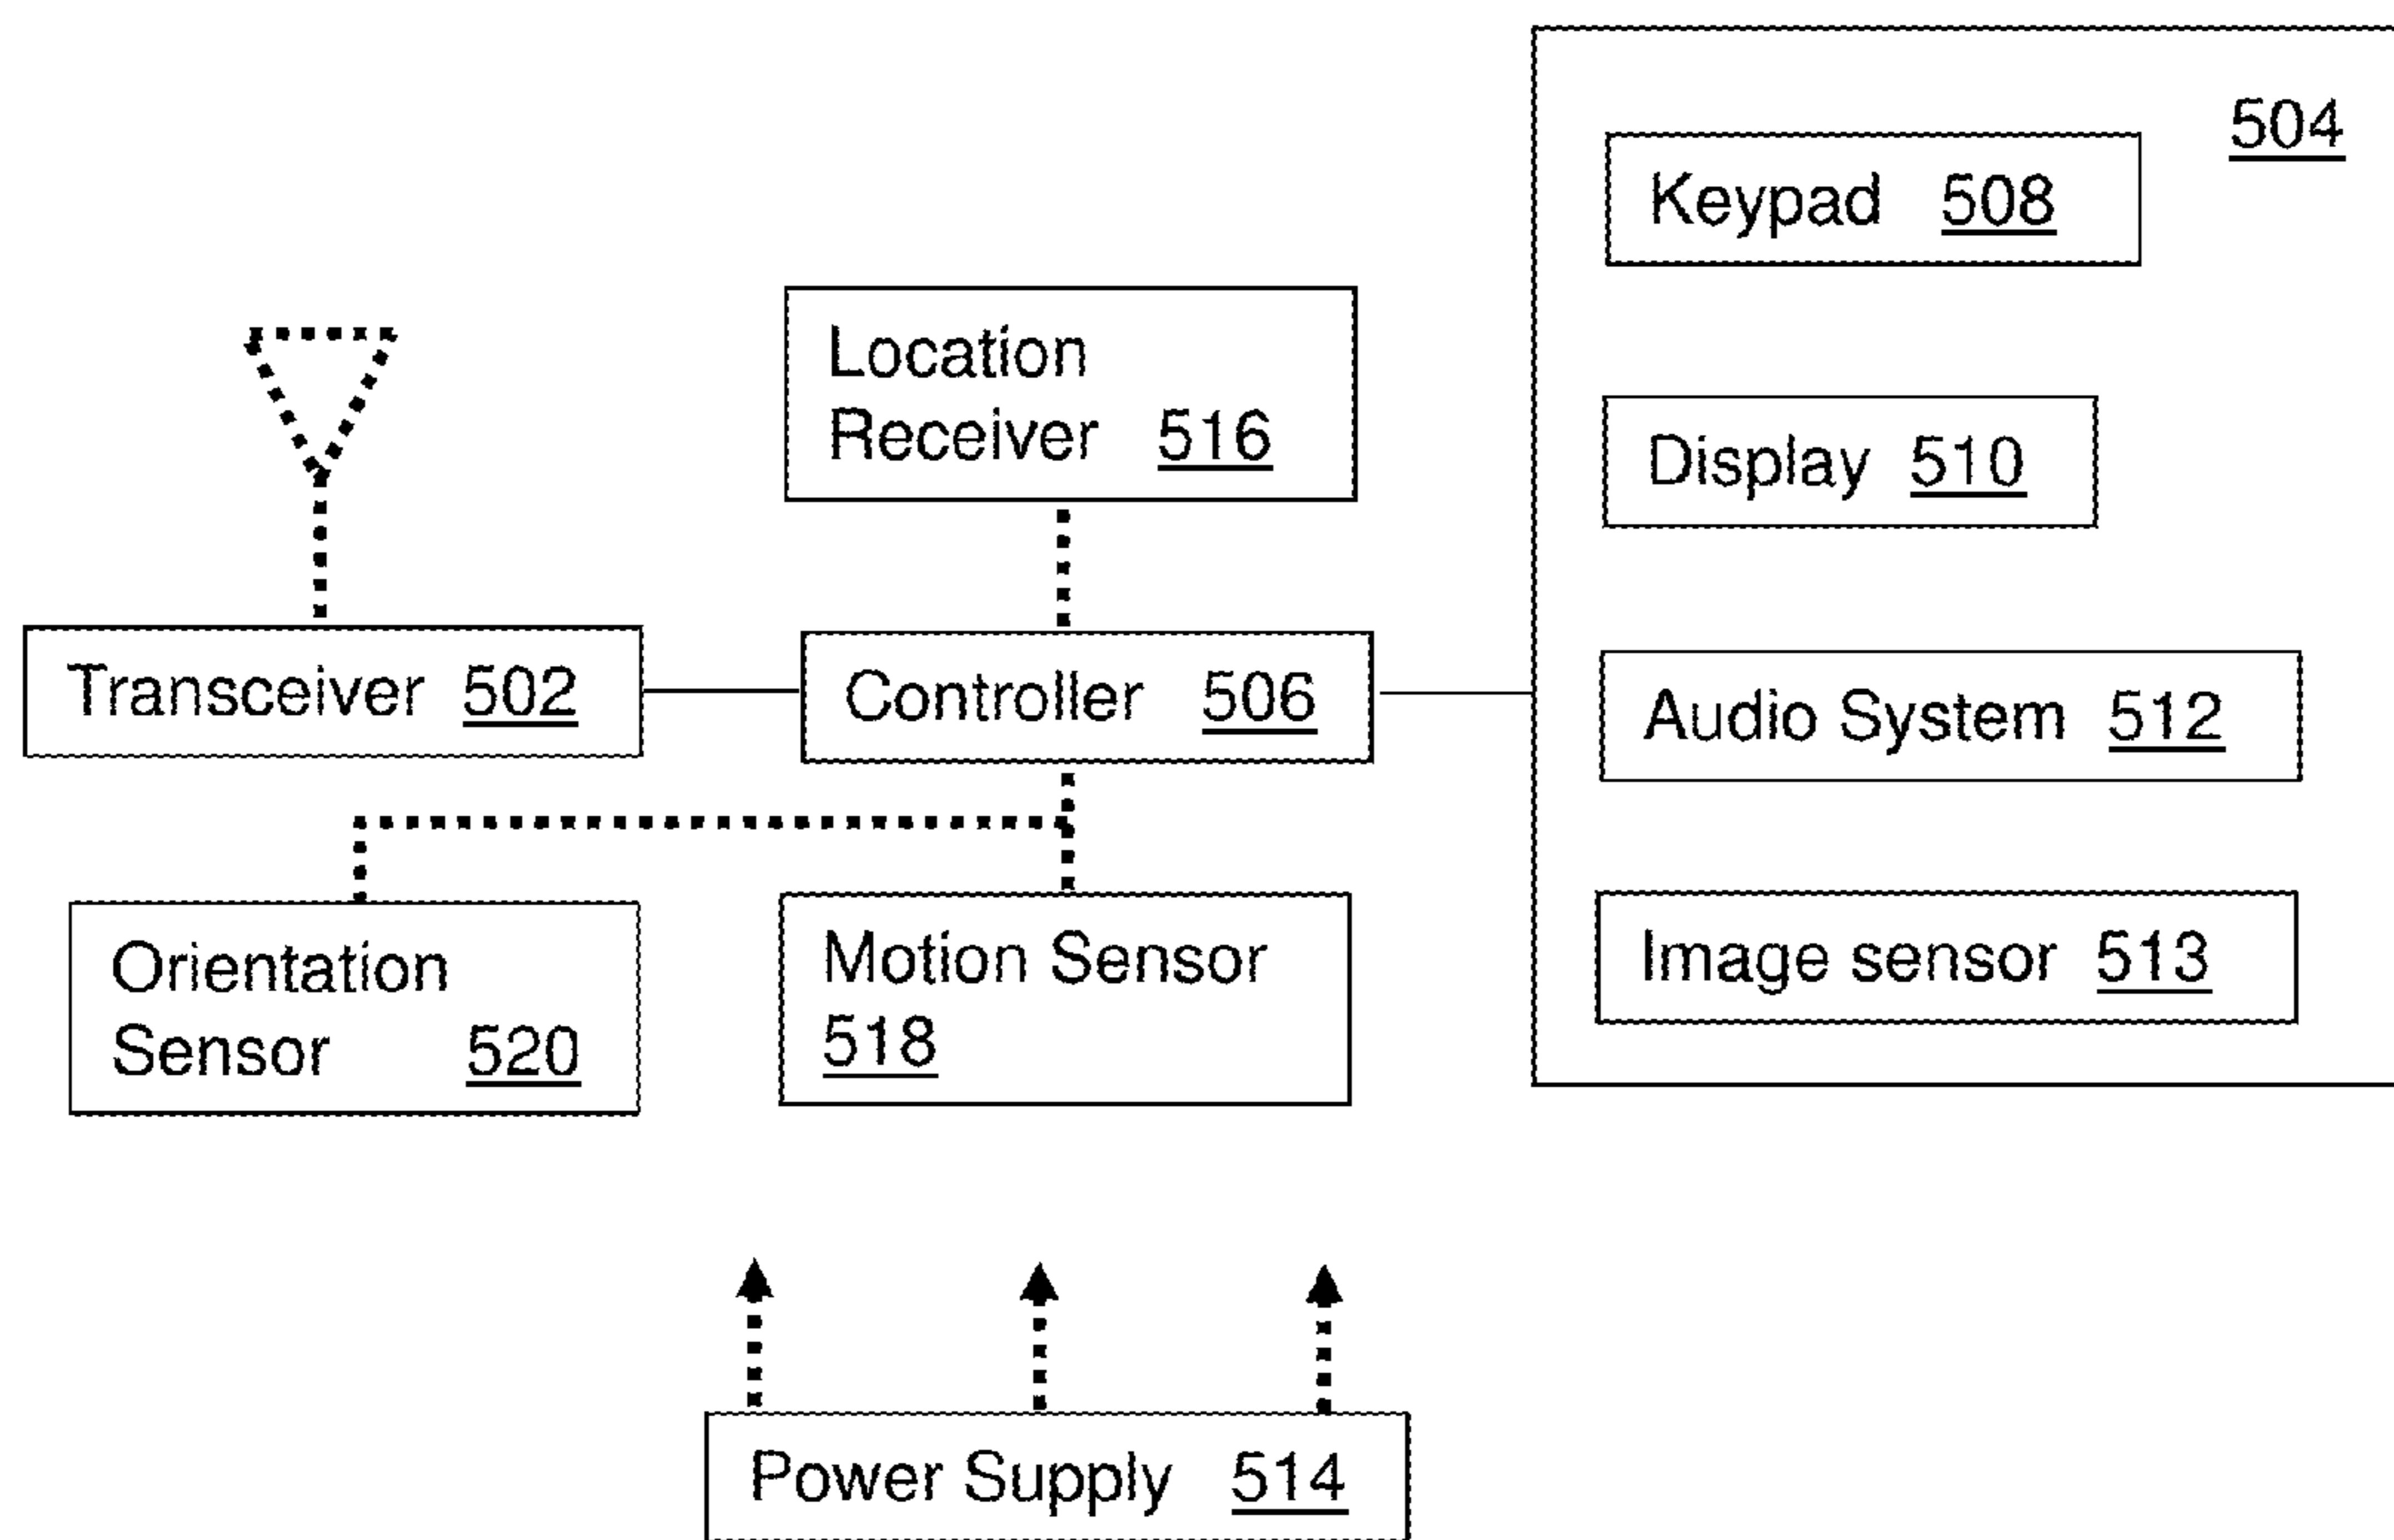 504
Keypad 508
Location
Receiver 516
Display 510
Transceiver 502
Controller 506
Audio System 512
Orientation
Sensor 520
Motion Sensor
518
Image sensor 513
Power Supply 514